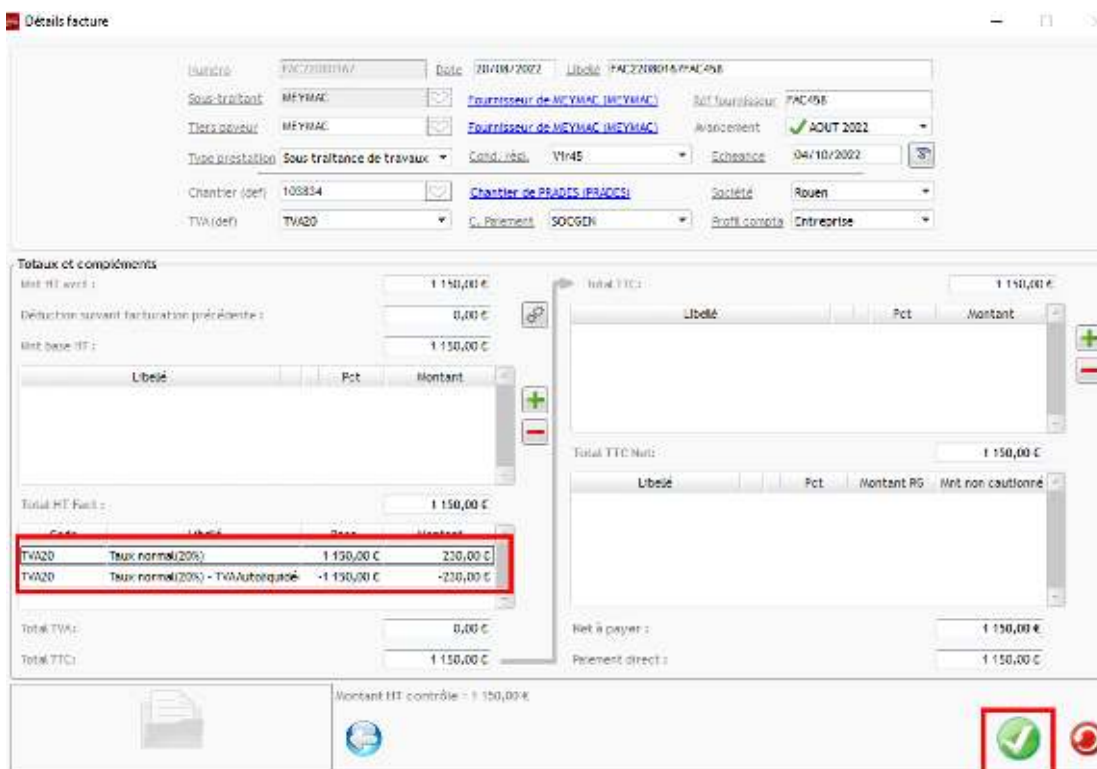 Détails facture
Numéro FAC22080167 Date 20/08/2022 Libellé FAC22080167FAC458
Sous-traitant MEYMAC Fournisseur de MEYMAC (MEYMAC) Réf fournisseur FAC458
Tiers payeur MEYMAC Fournisseur de MEYMAC (MEYMAC) Avancement AOUT 2022
Type prestation Sous traitance de travaux Cond. règl. Vir45 Echeance 04/10/2022
Chantier (def) 103834 Chantier de PRADES (PRADES) Société Rouen
TVA (def) TVA20 C. Paiement SOCGEN Profil compta Entreprise
Totaux et compléments
Mnt HT avct : 1 150,00 € Total TTC: 1 150,00 €
Déduction suivant facturation précédente : 0,00 € Libellé Pct Montant
Mnt base HT : 1 150,00 €
Libellé Pct Montant
Total TTC Net: 1 150,00 €
Libellé Pct Montant RG Mnt non cautionné
Total HT Fact : 1 150,00 €
Code Libellé Base Montant
TVA20 Taux normal(20%) 1 150,00 € 230,00 €
TVA20 Taux normal(20%) - TVAAutoliquidé -1 150,00 € -230,00 €
Total TVA: 0,00 € Net à payer : 1 150,00 €
Total TTC: 1 150,00 € Paiement direct : 1 150,00 €
Montant HT contrôle = 1 150,00 €